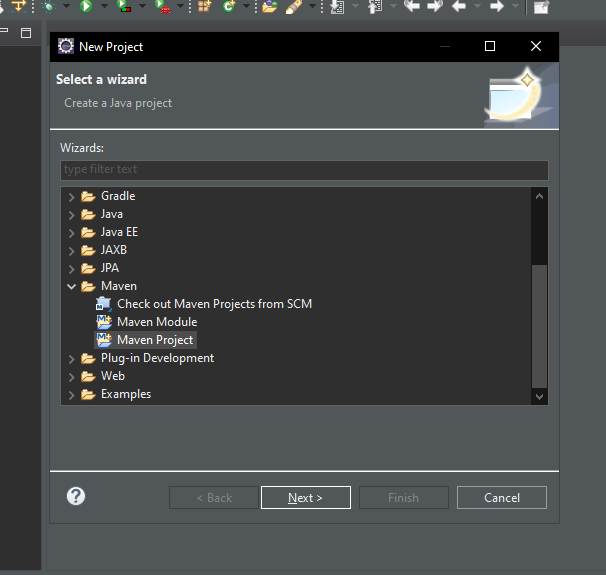 New Project
Select a wizard
Create a Java project
Wizards:
type filter text
Gradle
Java
Java EE
JAXB
JPA
Maven
Check out Maven Projects from SCM
Maven Module
Maven Project
Plug-in Development
Web
Examples
< Back
Next >
Finish
Cancel